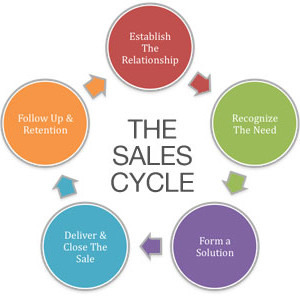 Establish
The
Relationship
Recognize
The Need
Form a
Solution
Deliver &
Close The
Sale
Follow Up &
Retention
THE
SALES
CYCLE